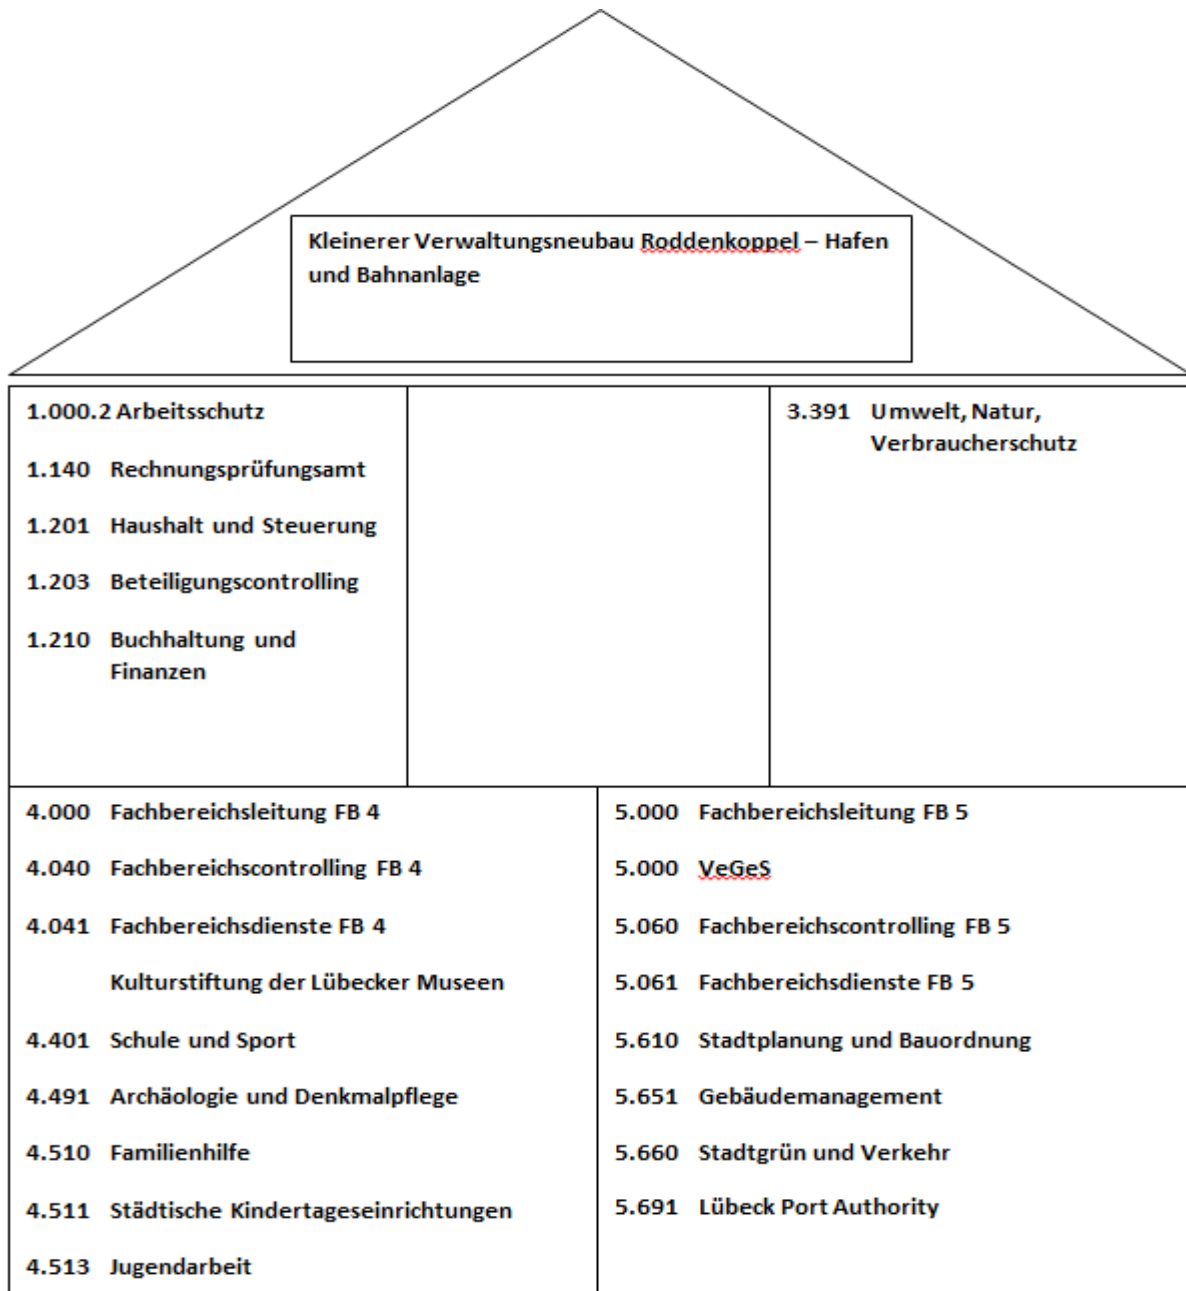 Kleinerer Verwaltungsneubau Roddenkoppel – Hafen
und Bahnanlage
1.000.2 Arbeitsschutz
1.140 Rechnungsprüfungsamt
1.201 Haushalt und Steuerung
1.203 Beteiligungscontrolling
1.210 Buchhaltung und
Finanzen
3.391 Umwelt, Natur,
Verbraucherschutz
4.000 Fachbereichsleitung FB 4
4.040 Fachbereichscontrolling FB 4
4.041 Fachbereichsdienste FB 4
Kulturstiftung der Lübecker Museen
4.401 Schule und Sport
4.491 Archäologie und Denkmalpflege
4.510 Familienhilfe
4.511 Städtische Kindertageseinrichtungen
4.513 Jugendarbeit
5.000 Fachbereichsleitung FB 5
5.000 VeGeS
5.060 Fachbereichscontrolling FB 5
5.061 Fachbereichsdienste FB 5
5.610 Stadtplanung und Bauordnung
5.651 Gebäudemanagement
5.660 Stadtgrün und Verkehr
5.691 Lübeck Port Authority